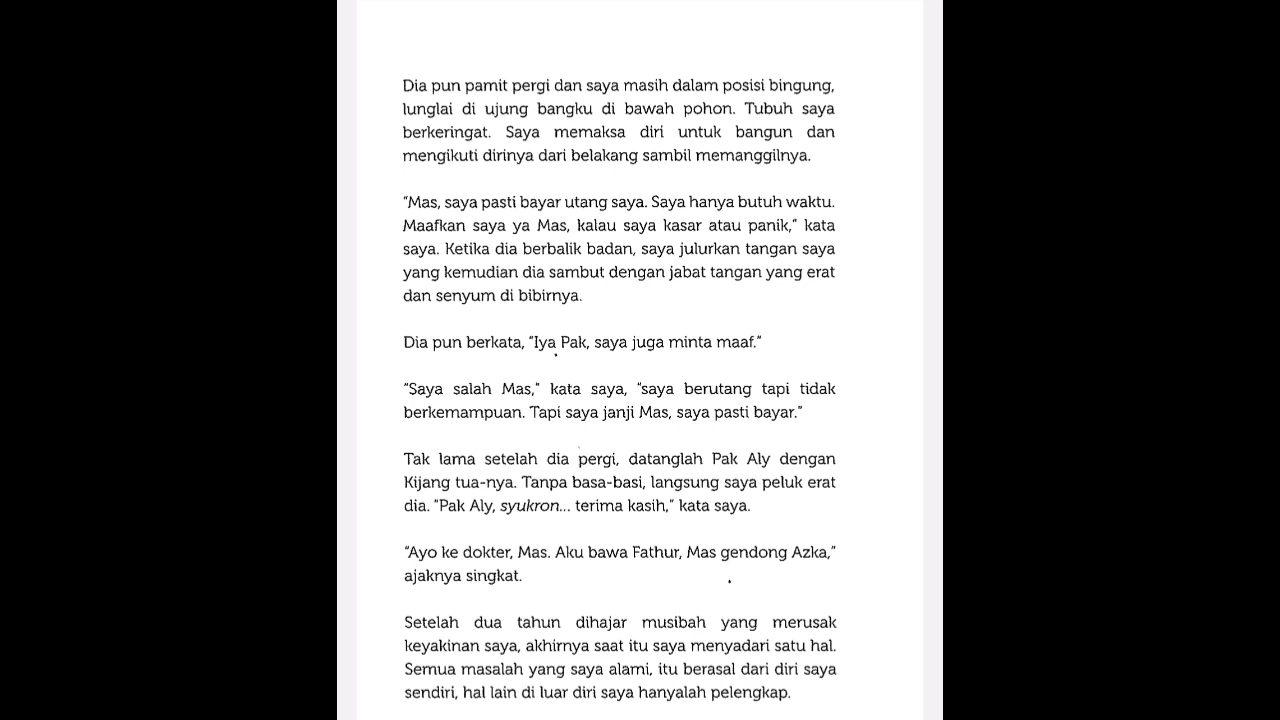 Dia pun pamit pergi dan saya masih dalam posisi bingung,
lunglai di ujung bangku di bawah pohon. Tubuh saya
berkeringat. Saya memaksa diri untuk bangun dan
mengikuti dirinya dari belakang sambil memanggilnya.
"Mas, saya pasti bayar utang saya. Saya hanya butuh waktu.
Maafkan saya ya Mas, kalau saya kasar atau panik," kata
saya. Ketika dia berbalik badan, saya julurkan tangan saya
yang kemudian dia sambut dengan jabat tangan yang erat
dan senyum di bibirnya.
Dia pun berkata, "Iya Pak, saya juga minta maaf."
"Saya salah Mas," kata saya, "saya berutang tapi tidak
berkemampuan. Tapi saya janji Mas, saya pasti bayar."
Tak lama setelah dia pergi, datanglah Pak Aly dengan
Kijang tua-nya. Tanpa basa-basi, langsung saya peluk erat
dia. "Pak Aly, syukron... terima kasih," kata saya.
"Ayo ke dokter, Mas. Aku bawa Fathur, Mas gendong Azka,"
ajaknya singkat.
Setelah dua tahun dihajar musibah yang merusak
keyakinan saya, akhirnya saat itu saya menyadari satu hal.
Semua masalah yang saya alami, itu berasal dari diri saya
sendiri, hal lain di luar diri saya hanyalah pelengkap.